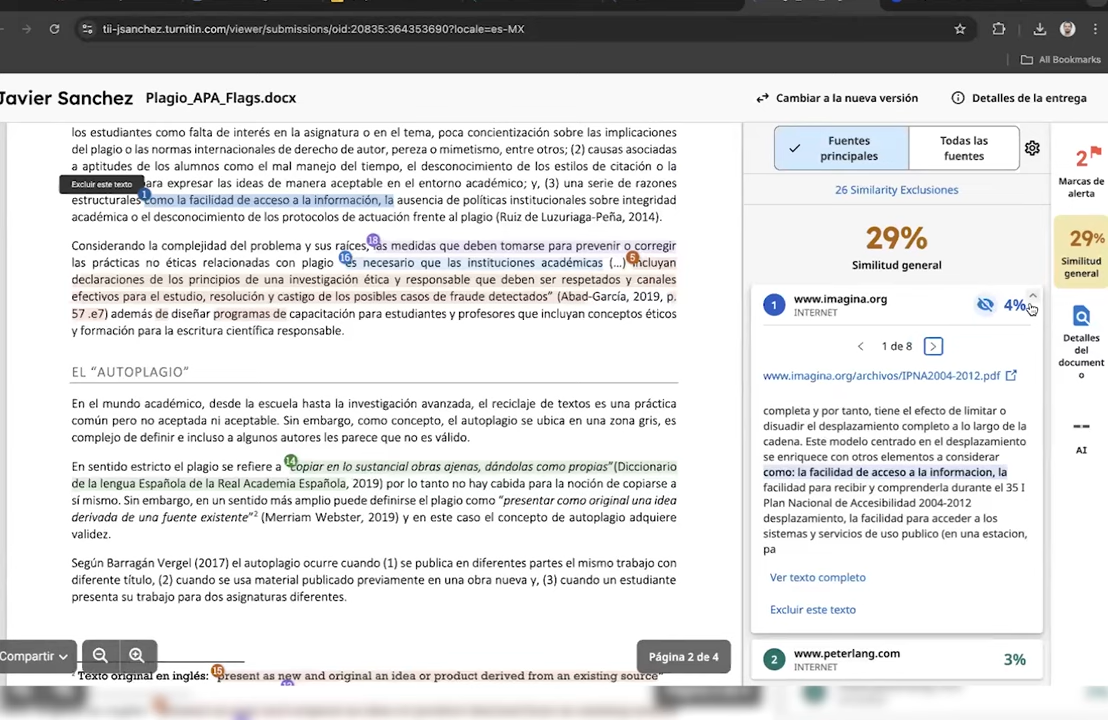 tii-jsanchez.turnitin.com/viewer/submissions/oid:20835:364353690?locale=es-MX
All Bookmarks
Javier Sanchez
Plagio_APA_Flags.docx
Cambiar a la nueva versión
Detalles de la entrega
los estudiantes como falta de interés en la asignatura o en el tema, poca concientización sobre las implicaciones
del plagio o las normas internacionales de derecho de autor, pereza o mimetismo, entre otros; (2) causas asociadas
a aptitudes de los alumnos como el mal manejo del tiempo, el desconocimiento de los estilos de citación o la
Excluir este texto
para expresar las ideas de manera aceptable en el entorno académico; y, (3) una serie de razones
1
estructurales como la facilidad de acceso a la información, la ausencia de políticas institucionales sobre integridad
académica o el desconocimiento de los protocolos de actuación frente al plagio (Ruiz de Luzuriaga-Peña, 2014).
18
Considerando la complejidad del problema y sus raíces, las medidas que deben tomarse para prevenir o corregir
16
5
las prácticas no éticas relacionadas con plagio es necesario que las instituciones académicas (...) incluyan
declaraciones de los principios de una investigación ética y responsable que deben ser respetados y canales
efectivos para el estudio, resolución y castigo de los posibles casos de fraude detectados” (Abad-García, 2019, p.
57 .e7) además de diseñar programas de capacitación para estudiantes y profesores que incluyan conceptos éticos
y formación para la escritura científica responsable.
EL “AUTOPLAGIO”
En el mundo académico, desde la escuela hasta la investigación avanzada, el reciclaje de textos es una práctica
común pero no aceptada ni aceptable. Sin embargo, como concepto, el autoplagio se ubica en una zona gris, es
complejo de definir e incluso a algunos autores les parece que no es válido.
14
En sentido estricto el plagio se refiere a “copiar en lo sustancial obras ajenas, dándolas como propias”(Diccionario
de la lengua Española de la Real Academia Española, 2019) por lo tanto no hay cabida para la noción de copiarse a
sí mismo. Sin embargo, en un sentido más amplio puede definirse el plagio como “presentar como original una idea
derivada de una fuente existente”2 (Merriam Webster, 2019) y en este caso el concepto de autoplagio adquiere
validez.
Según Barragán Vergel (2017) el autoplagio ocurre cuando (1) se publica en diferentes partes el mismo trabajo con
diferente título, (2) cuando se usa material publicado previamente en una obra nueva y, (3) cuando un estudiante
presenta su trabajo para dos asignaturas diferentes.
Compartir
Página 2 de 4
15
Texto original en inglés: “present as new and original an idea or product derived from an existing source”
Fuentes
principales
Todas las
fuentes
26 Similarity Exclusions
29%
Similitud general
1
www.imagina.org
INTERNET
4%
1 de 8
www.imagina.org/archivos/IPNA2004-2012.pdf
completa y por tanto, tiene el efecto de limitar o
disuadir el desplazamiento completo a lo largo de la
cadena. Este modelo centrado en el desplazamiento
se enriquece con otros elementos a considerar
como: la facilidad de acceso a la informacion, la
facilidad para recibir y comprenderla durante el 35 I
Plan Nacional de Accesibilidad 2004-2012
desplazamiento, la facilidad para acceder a los
sistemas y servicios de uso publico (en una estacion,
pa
Ver texto completo
Excluir este texto
2
www.peterlang.com
INTERNET
3%
2
Marcas de
alerta
29%
Similitud
general
Detalles
del
document
o
--
AI